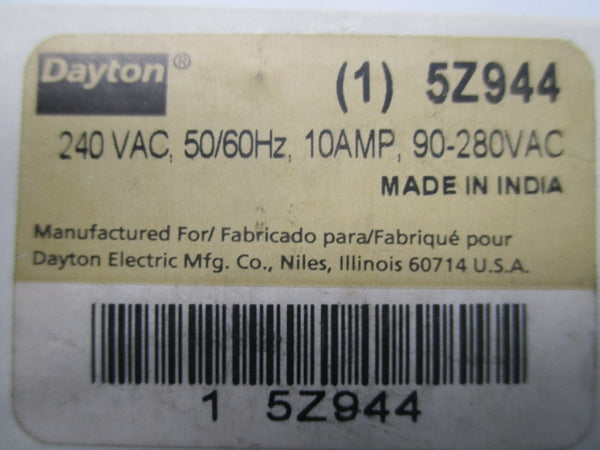 Dayton®
(1) 5Z944
240 VAC, 50/60Hz, 10AMP, 90-280VAC
MADE IN INDIA
Manufactured For/ Fabricado para/Fabriqué pour
Dayton Electric Mfg. Co., Niles, Illinois 60714 U.S.A.
1 5Z944